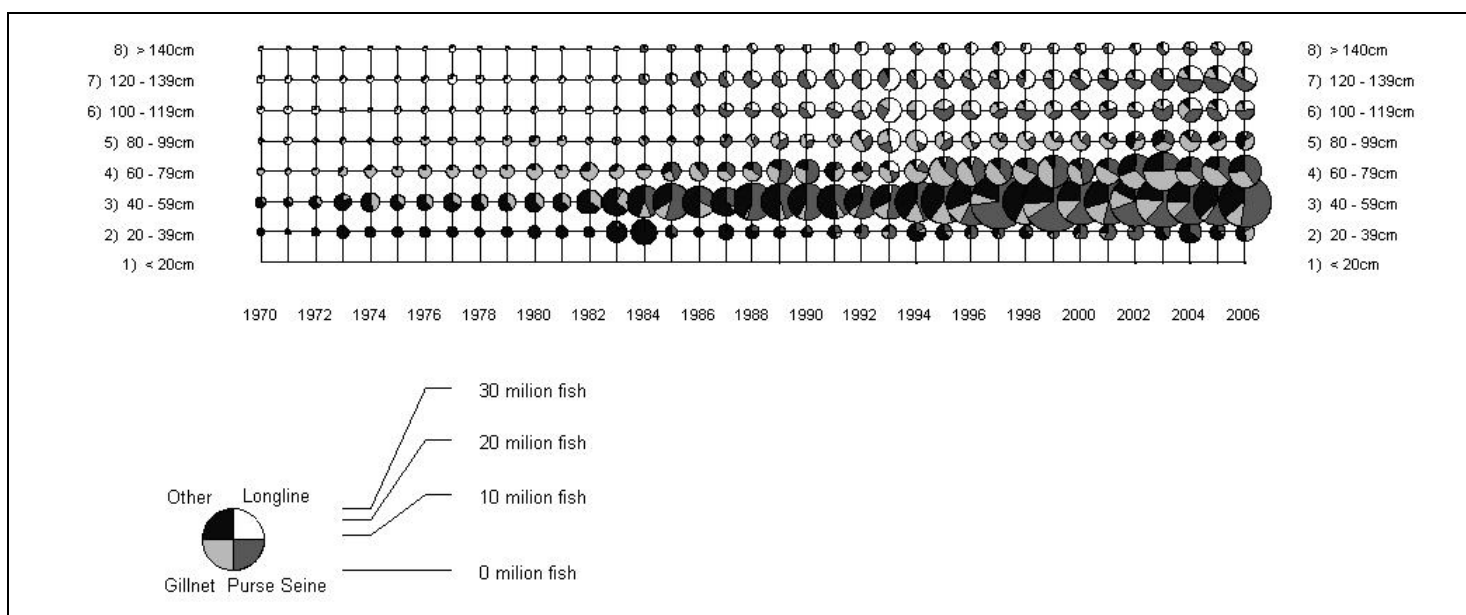 8) > 140cm 8) > 140cm
7) 120 - 139cm 7) 120 - 139cm
6) 100 - 119cm 6) 100 - 119cm
5) 80 - 99cm 5) 80 - 99cm
4) 60 - 79cm 4) 60 - 79cm
3) 40 - 59cm 3) 40 - 59cm
2) 20 - 39cm 2) 20 - 39cm
1) < 20cm 1) < 20cm
1970 1972 1974 1976 1978 1980 1982 1984 1986 1988 1990 1992 1994 1996 1998 2000 2002 2004 2006
30 milion fish
20 milion fish
Other Longline 10 milion fish
Gillnet Purse Seine 0 milion fish